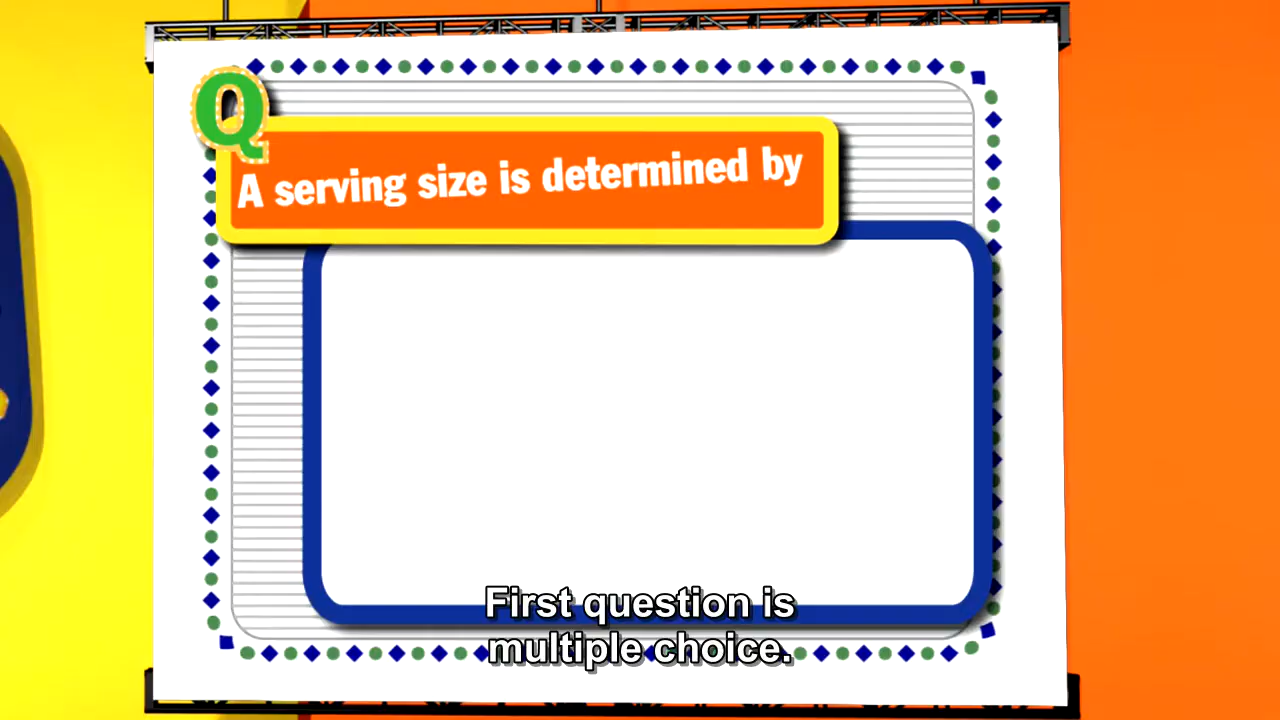 Q
A serving size is determined by
First question is
multiple choice.